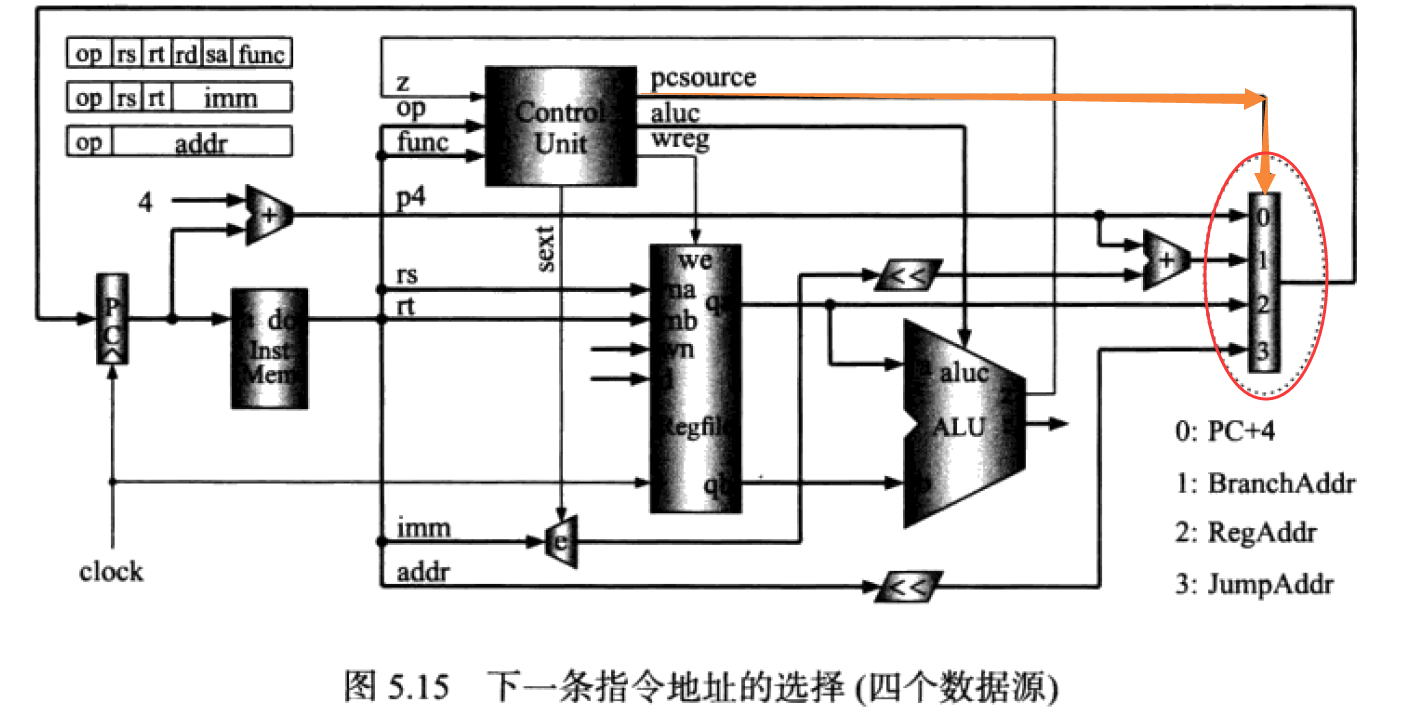 op rs rt rd sa func
op rs rt imm
op addr
z
op
func
Control
Unit
pcsource
aluc
wreg
4
+
p4
sext
rs
rt
PC
a do
Inst
Mem
we
na qa
nb
wn
d
Regfile
qb
<<
+
0
1
2
3
a aluc
ALU
b
imm
e
addr
<<
clock
0: PC+4
1: BranchAddr
2: RegAddr
3: JumpAddr
图 5.15 下一条指令地址的选择 (四个数据源)